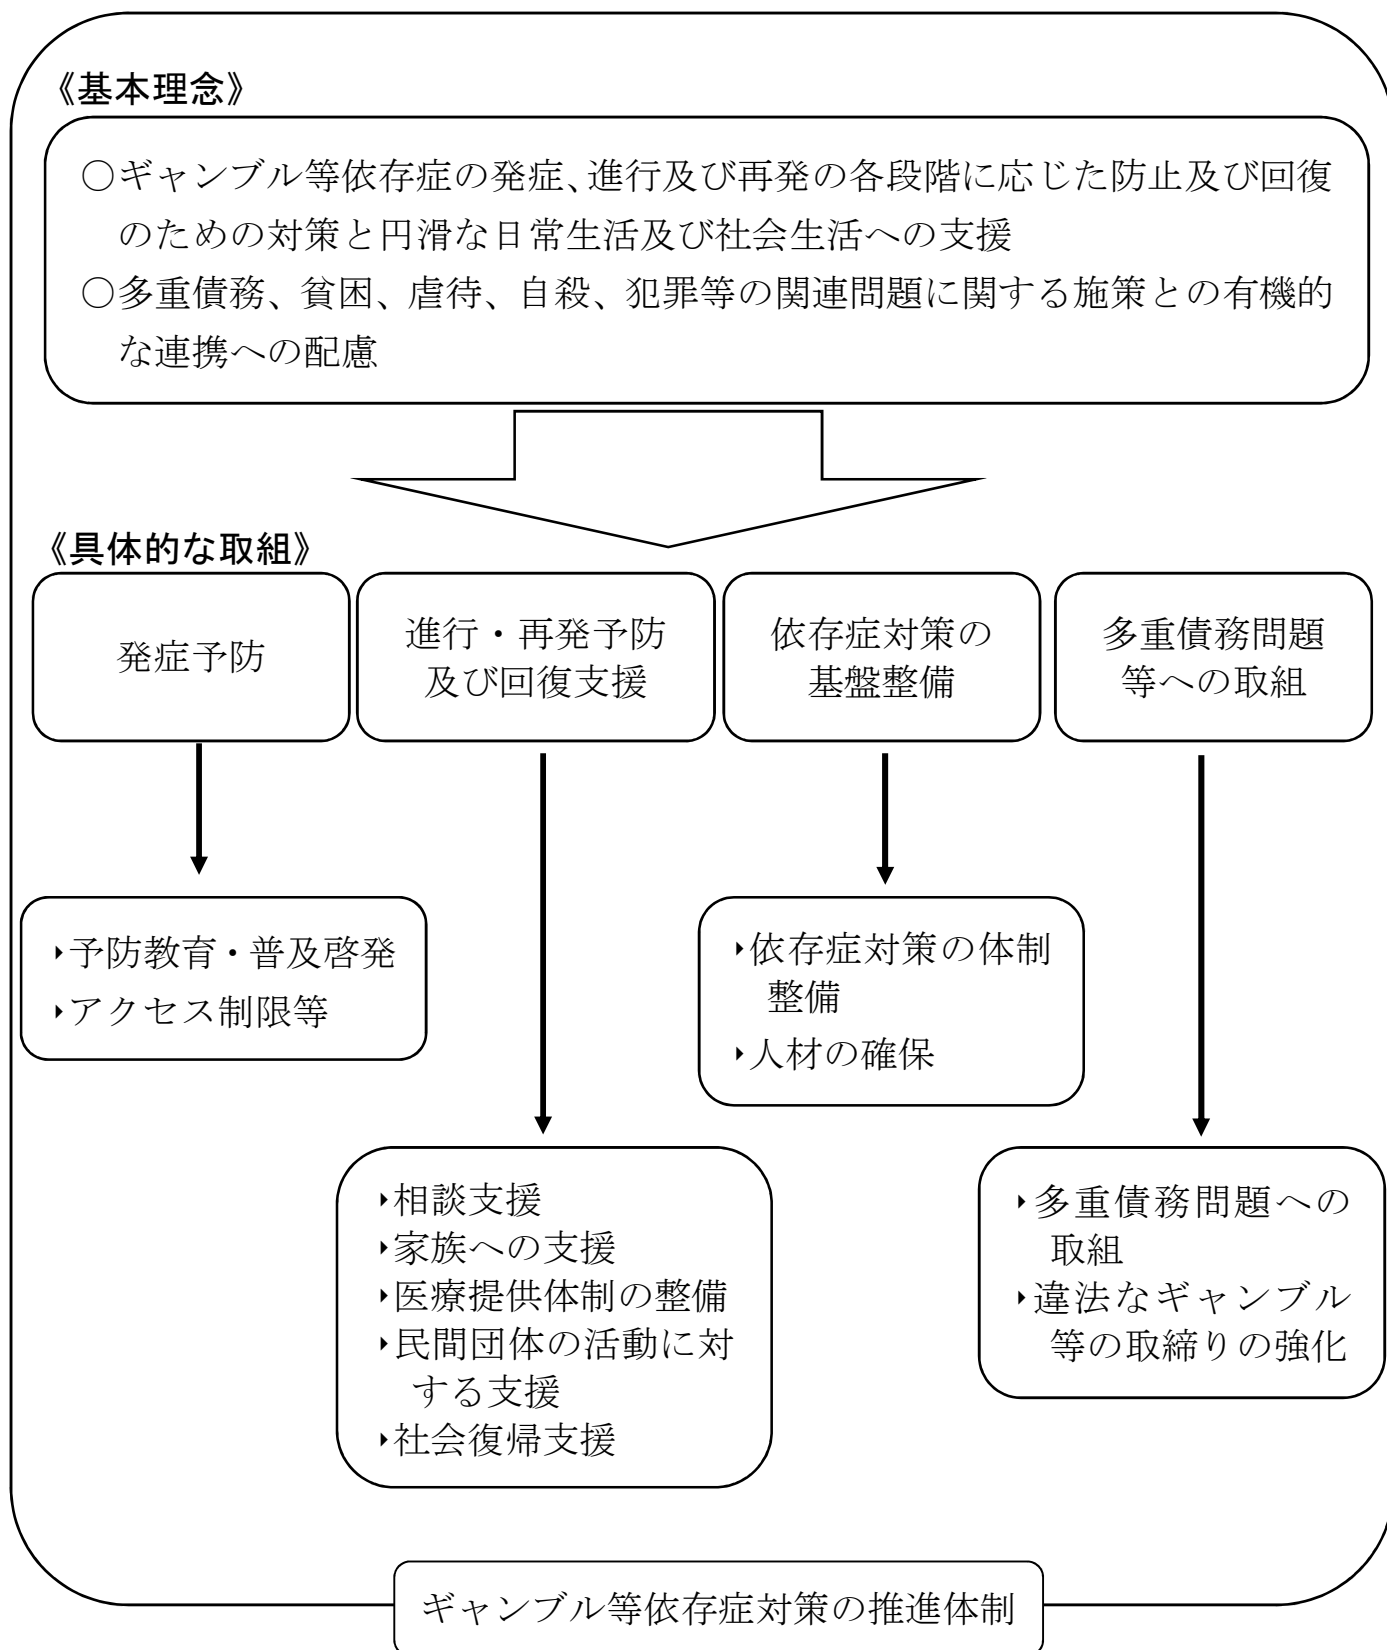 《基本理念》
○ギャンブル等依存症の発症、進行及び再発の各段階に応じた防止及び回復
のための対策と円滑な日常生活及び社会生活への支援
○多重債務、貧困、虐待、自殺、犯罪等の関連問題に関する施策との有機的
な連携への配慮
《具体的な取組》
発症予防
進行・再発予防
及び回復支援
依存症対策の
基盤整備
多重債務問題
等への取組
‣予防教育・普及啓発
‣アクセス制限等
‣依存症対策の体制
整備
‣人材の確保
‣相談支援
‣家族への支援
‣医療提供体制の整備
‣民間団体の活動に対
する支援
‣社会復帰支援
‣多重債務問題への
取組
‣違法なギャンブル
等の取締りの強化
ギャンブル等依存症対策の推進体制